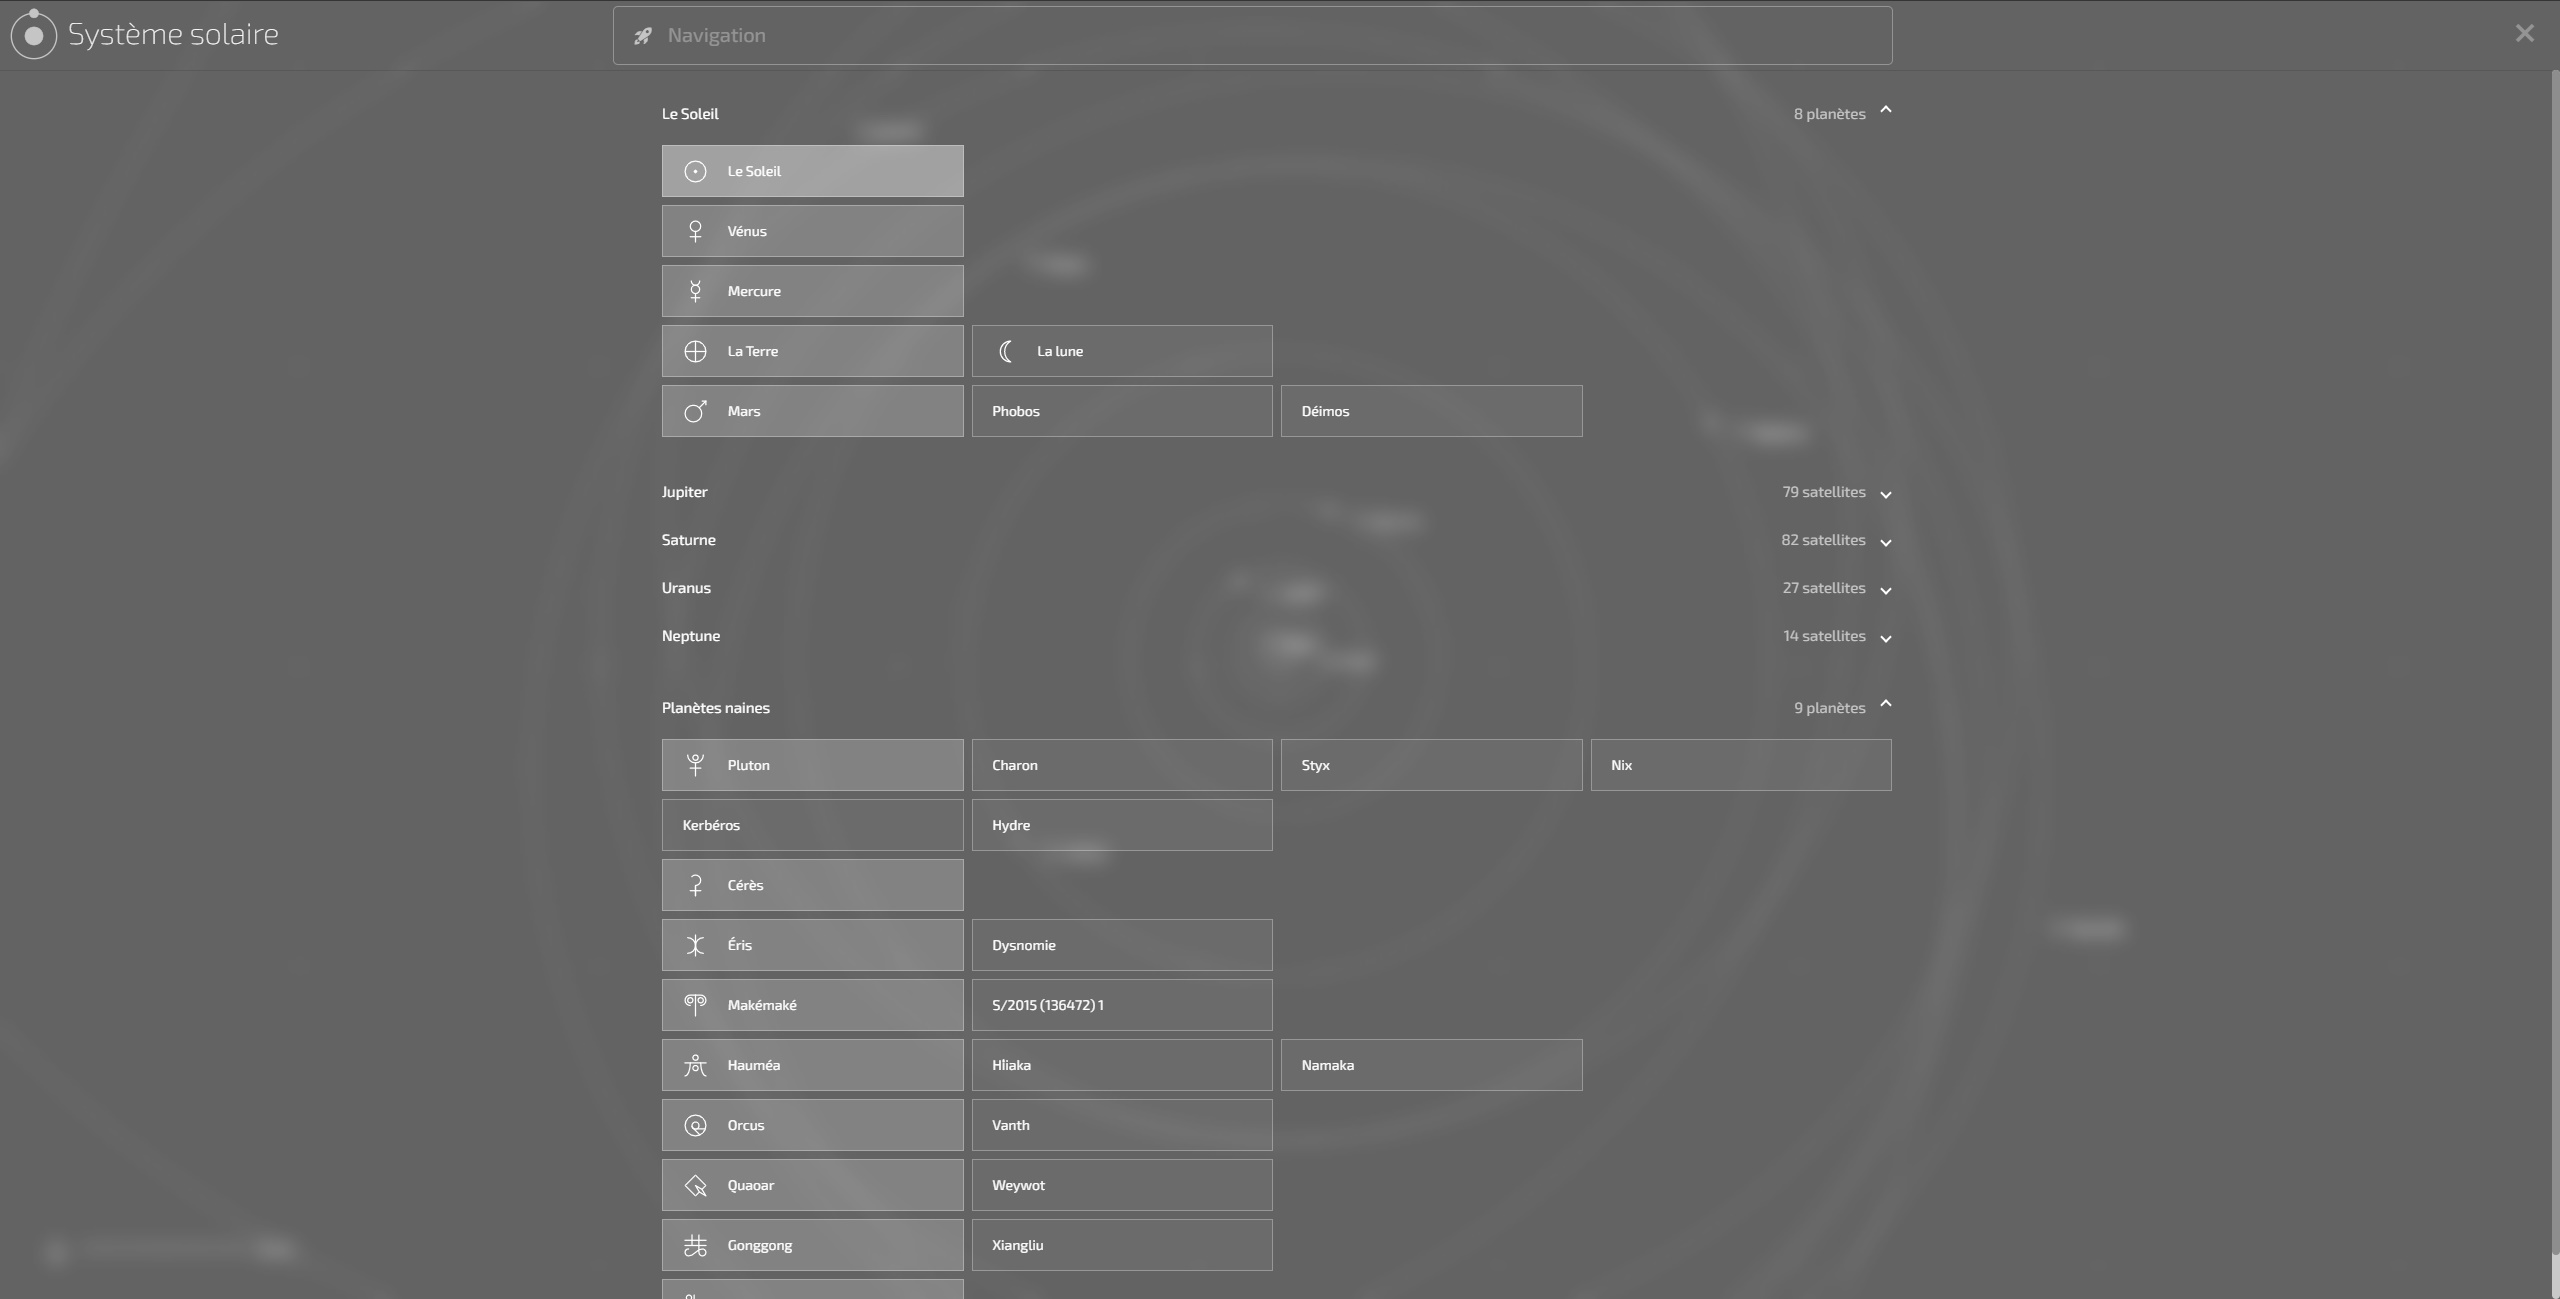 Système solaire
Navigation
Le Soleil 8 planètes
Le Soleil
Vénus
Mercure
La Terre La lune
Mars Phobos Déimos
Jupiter 79 satellites
Saturne 82 satellites
Uranus 27 satellites
Neptune 14 satellites
Planètes naines 9 planètes
Pluton Charon Styx Nix
Kerbéros Hydre
Cérès
Éris Dysnomie
Makémaké S/2015 (136472) 1
Hauméa Hīiaka Namaka
Orcus Vanth
Quaoar Weywot
Gonggong Xiangliu